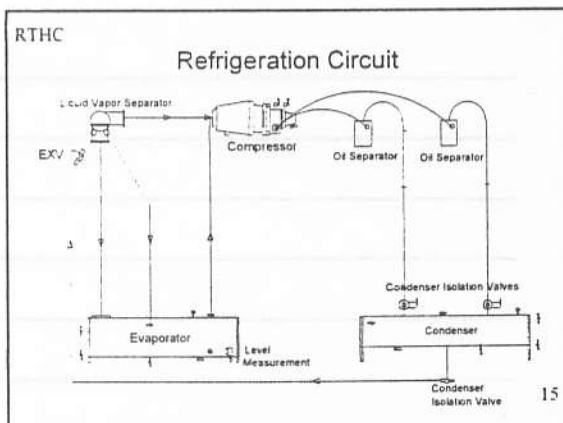 RTHC
Refrigeration Circuit
Liquid Vapor Separator
EXV
Compressor
Oil Separator
Oil Separator
Condenser Isolation Valves
Evaporator
Level
Measurement
Condenser
Condenser
Isolation Valve
15